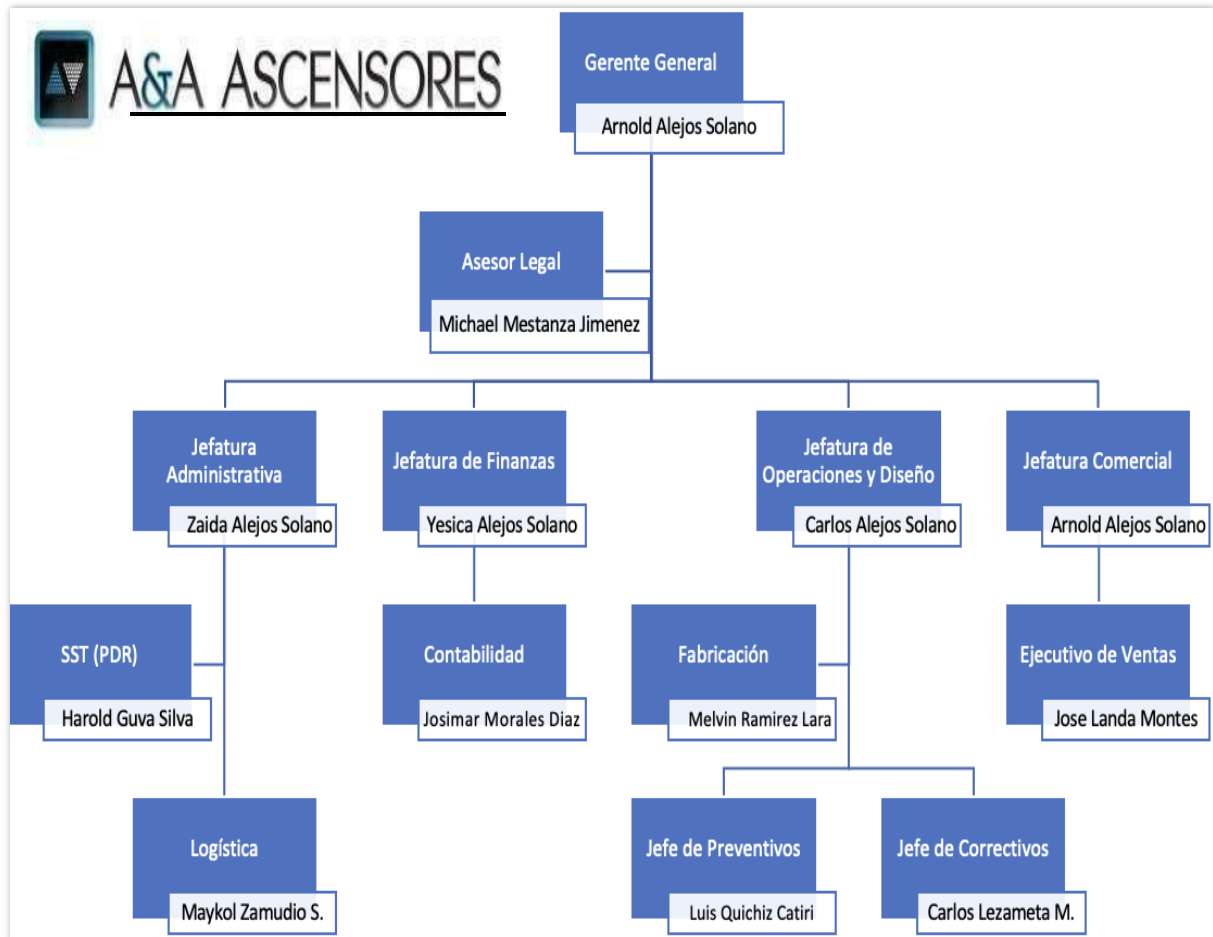 A&A ASCENSORES
Gerente General
Arnold Alejos Solano
Asesor Legal
Michael Mestanza Jimenez
Jefatura
Administrativa
Zaida Alejos Solano
Jefatura de Finanzas
Yesica Alejos Solano
Jefatura de
Operaciones y Diseño
Carlos Alejos Solano
Jefatura Comercial
Arnold Alejos Solano
SST (PDR)
Harold Guva Silva
Contabilidad
Josimar Morales Diaz
Fabricación
Melvin Ramirez Lara
Ejecutivo de Ventas
Jose Landa Montes
Logística
Maykol Zamudio S.
Jefe de Preventivos
Luis Quichiz Catiri
Jefe de Correctivos
Carlos Lezameta M.